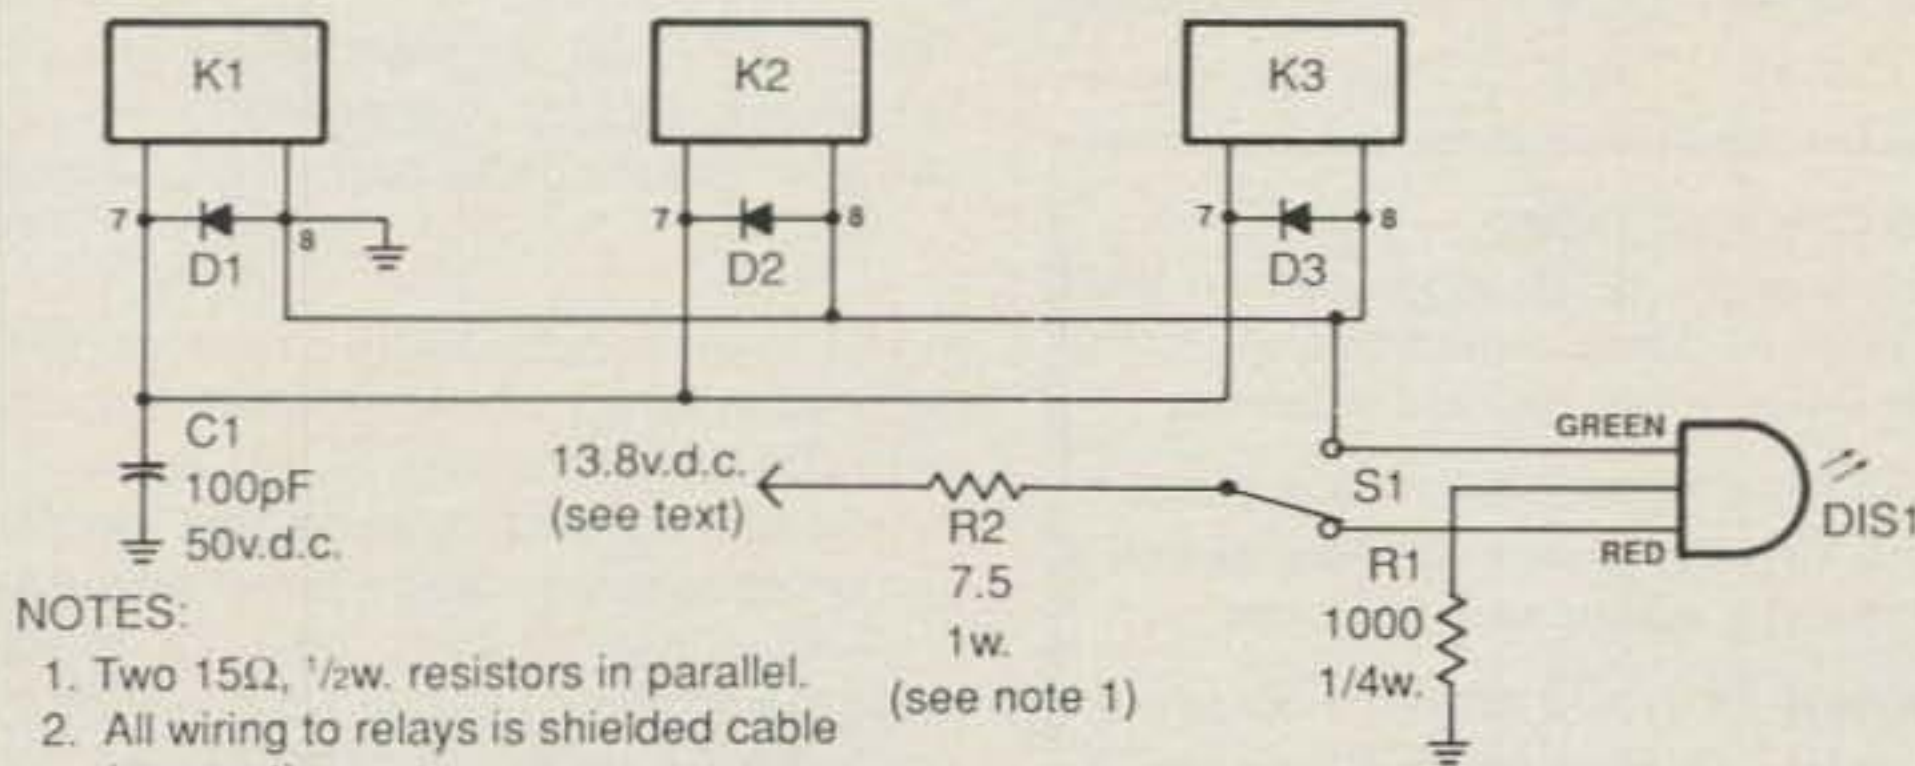 K1
K2
K3
7
8
D1
7
8
D2
7
8
D3
C1
100pF
50v.d.c.
13.8v.d.c.
(see text)
R2
7.5
1w.
(see note 1)
S1
GREEN
RED
DIS1
R1
1000
1/4w.
NOTES:
1. Two 15Ω, 1/2w. resistors in parallel.
2. All wiring to relays is shielded cable